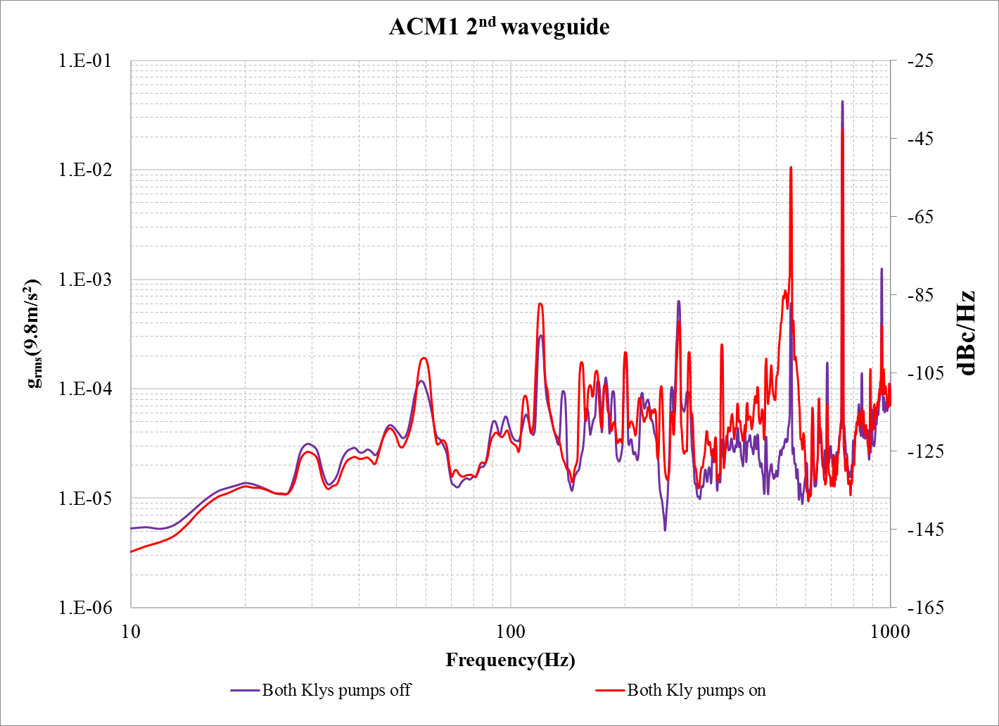 ACM1 2nd waveguide
1.E-01
1.E-02
1.E-03
1.E-04
1.E-05
1.E-06
grms(9.8m/s2)
-25
-45
-65
-85
-105
-125
-145
-165
dBc/Hz
10 100 1000
Frequency(Hz)
Both Klys pumps off Both Kly pumps on